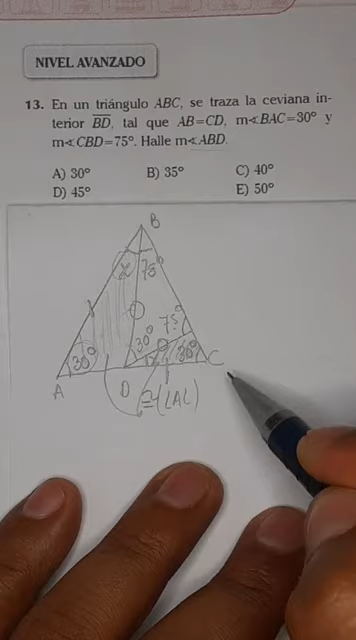 NIVEL AVANZADO
13. En un triángulo ABC, se traza la ceviana in-
terior BD, tal que AB=CD, m∢BAC=30° y
m∢CBD=75°. Halle m∢ABD.
A) 30° B) 35° C) 40°
D) 45° E) 50°
B
x 75°
75°
30°
30° 30°
A D C
≅(LAL)